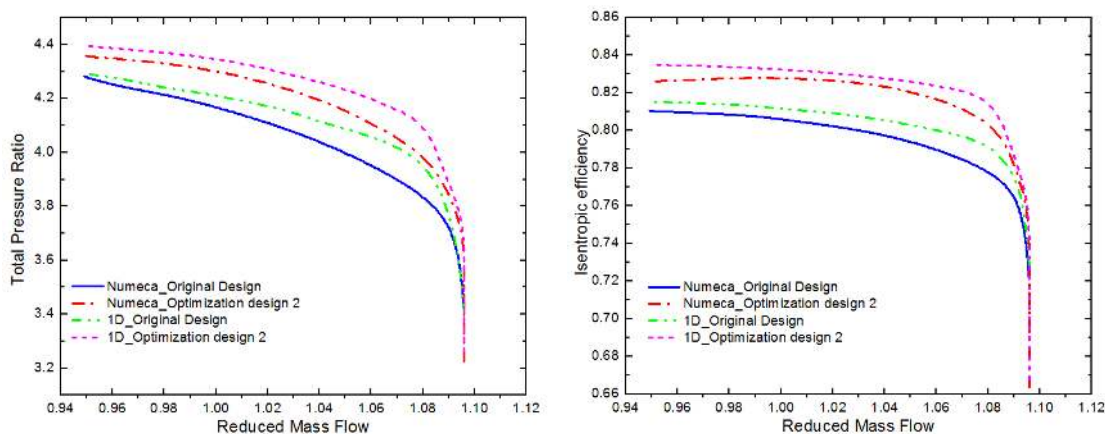 Total Pressure Ratio
4.4
4.2
4.0
3.8
3.6
3.4
3.2
Numeca_Original Design
Numeca_Optimization design 2
1D_Original Design
1D_Optimization design 2
0.94 0.96 0.98 1.00 1.02 1.04 1.06 1.08 1.10 1.12
Reduced Mass Flow
Isentropic efficiency
0.86
0.84
0.82
0.80
0.78
0.76
0.74
0.72
0.70
0.68
0.66
Numeca_Original Design
Numeca_Optimization design 2
1D_Original Design
1D_Optimization design 2
0.94 0.96 0.98 1.00 1.02 1.04 1.06 1.08 1.10 1.12
Reduced Mass Flow